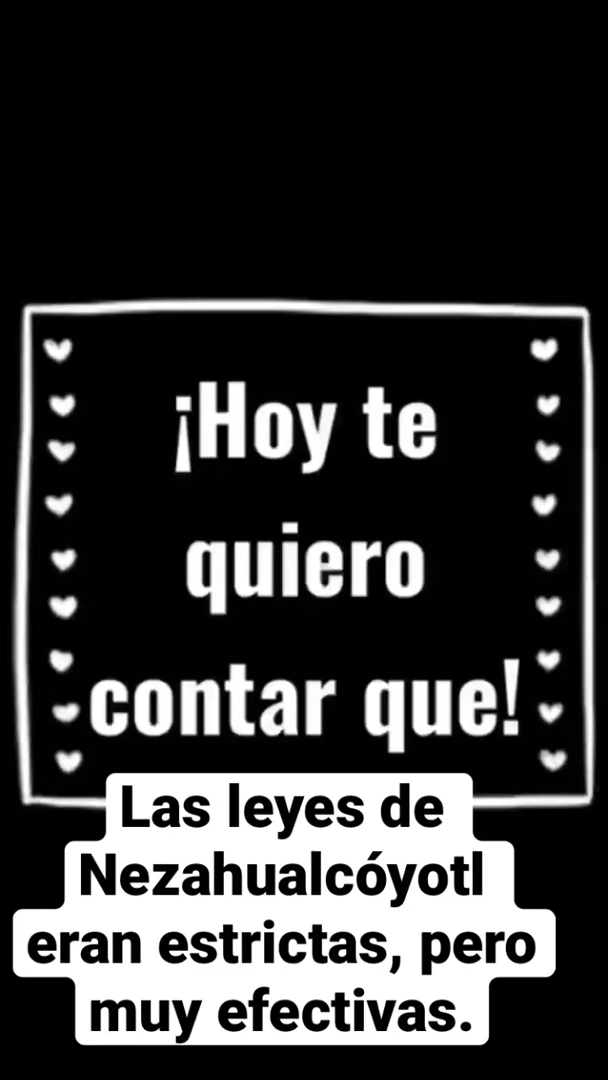 ¡Hoy te
quiero
contar que!
Las leyes de
Nezahualcóyotl
eran estrictas, pero
muy efectivas.